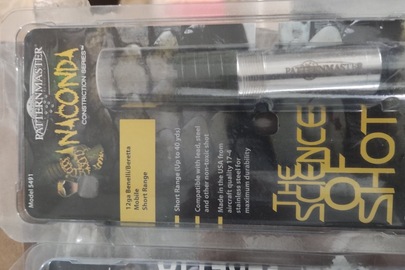 PATTERNMASTER
ANACONDA
CONSTRICTION SERIES™
Model 5491
12ga Benelli/Beretta
Mobile
Short Range
Short Range (Up to 40 yds)
Compatible with lead, steel
and other non-toxic shot
Made in the USA from
aircraft quality 17-4
stainless steel for
maximum durability
PATTERNMASTER
THE
SCIENCE
OF
SHOT